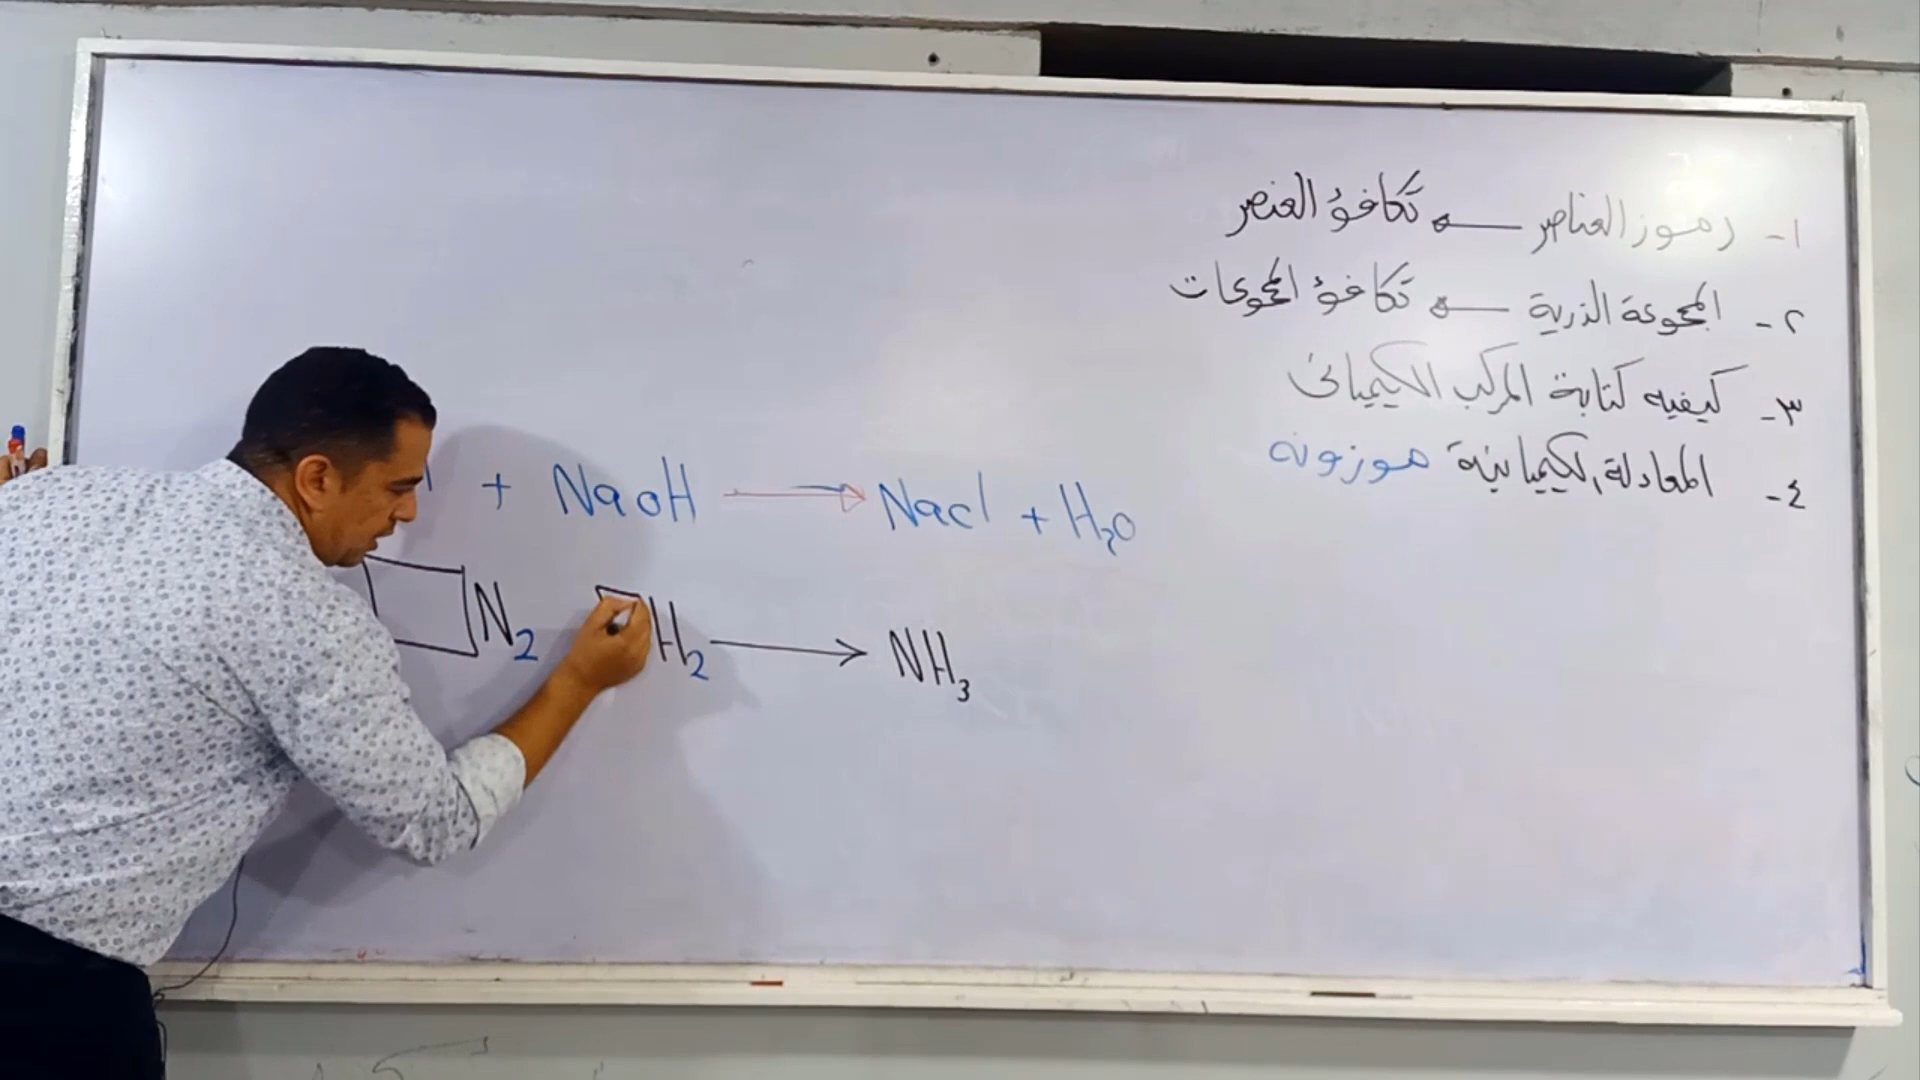 ١- رموز العناصر ← تكافؤ العنصر
٢- المجموعة الذرية ← تكافؤ المجموعات
٣- كيفيه كتابة المركب الكيميائى
٤- المعادلة الكيميائية موزونه
+ NaOH → NaCl + H₂O
N₂ H₂ → NH₃